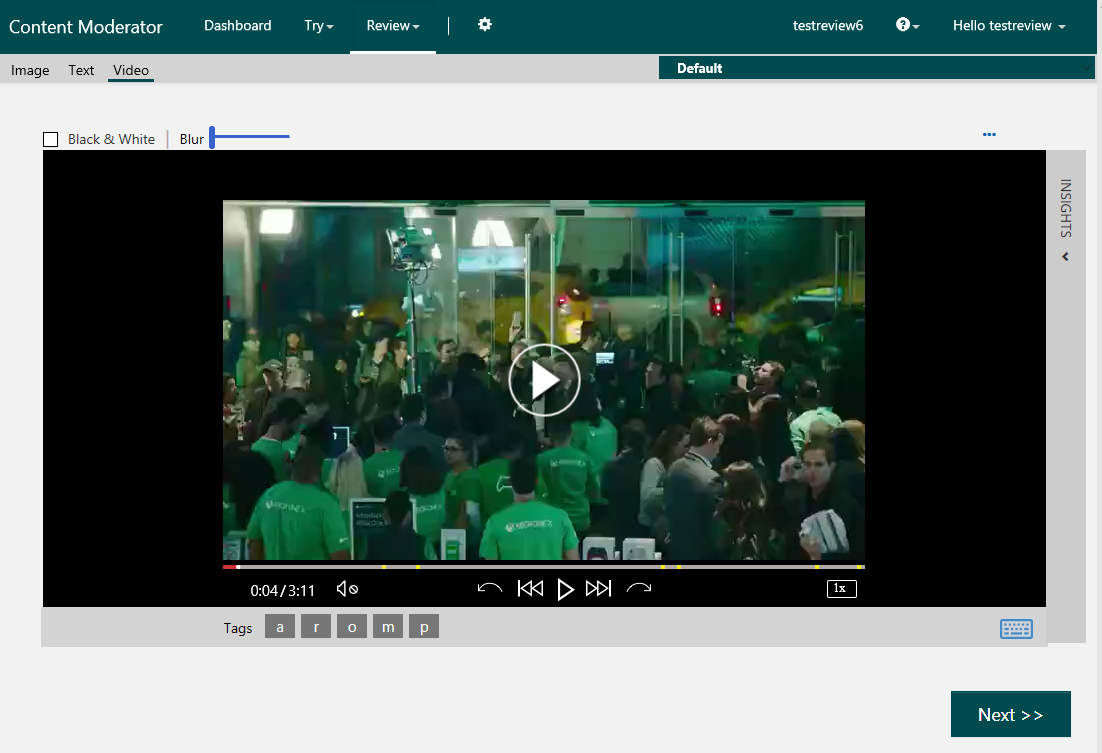 Content Moderator Dashboard Try Review testreview6 ? Hello testreview
Image Text Video Default
Black & White Blur ...
INSIGHTS
0:04/3:11 1x
Tags a r o m p
Next >>